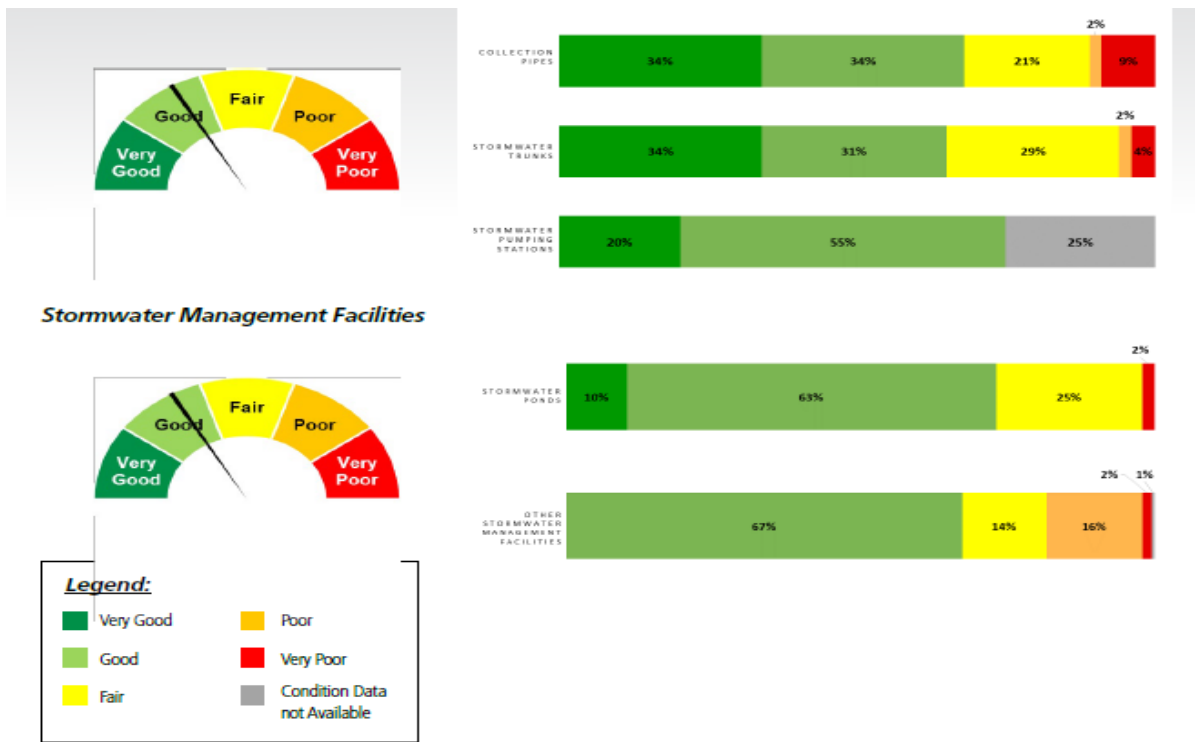 Very
Good
Good
Fair
Poor
Very
Poor
2%
COLLECTION
PIPES
34%
34%
21%
9%
2%
STORMWATER
TRUNKS
34%
31%
29%
4%
STORMWATER
PUMPING
STATIONS
20%
55%
25%
Stormwater Management Facilities
Very
Good
Good
Fair
Poor
Very
Poor
2%
STORMWATER
PONDS
10%
63%
25%
2% 1%
OTHER
STORMWATER
MANAGEMENT
FACILITIES
67%
14%
16%
Legend:
Very Good
Poor
Good
Very Poor
Fair
Condition Data
not Available